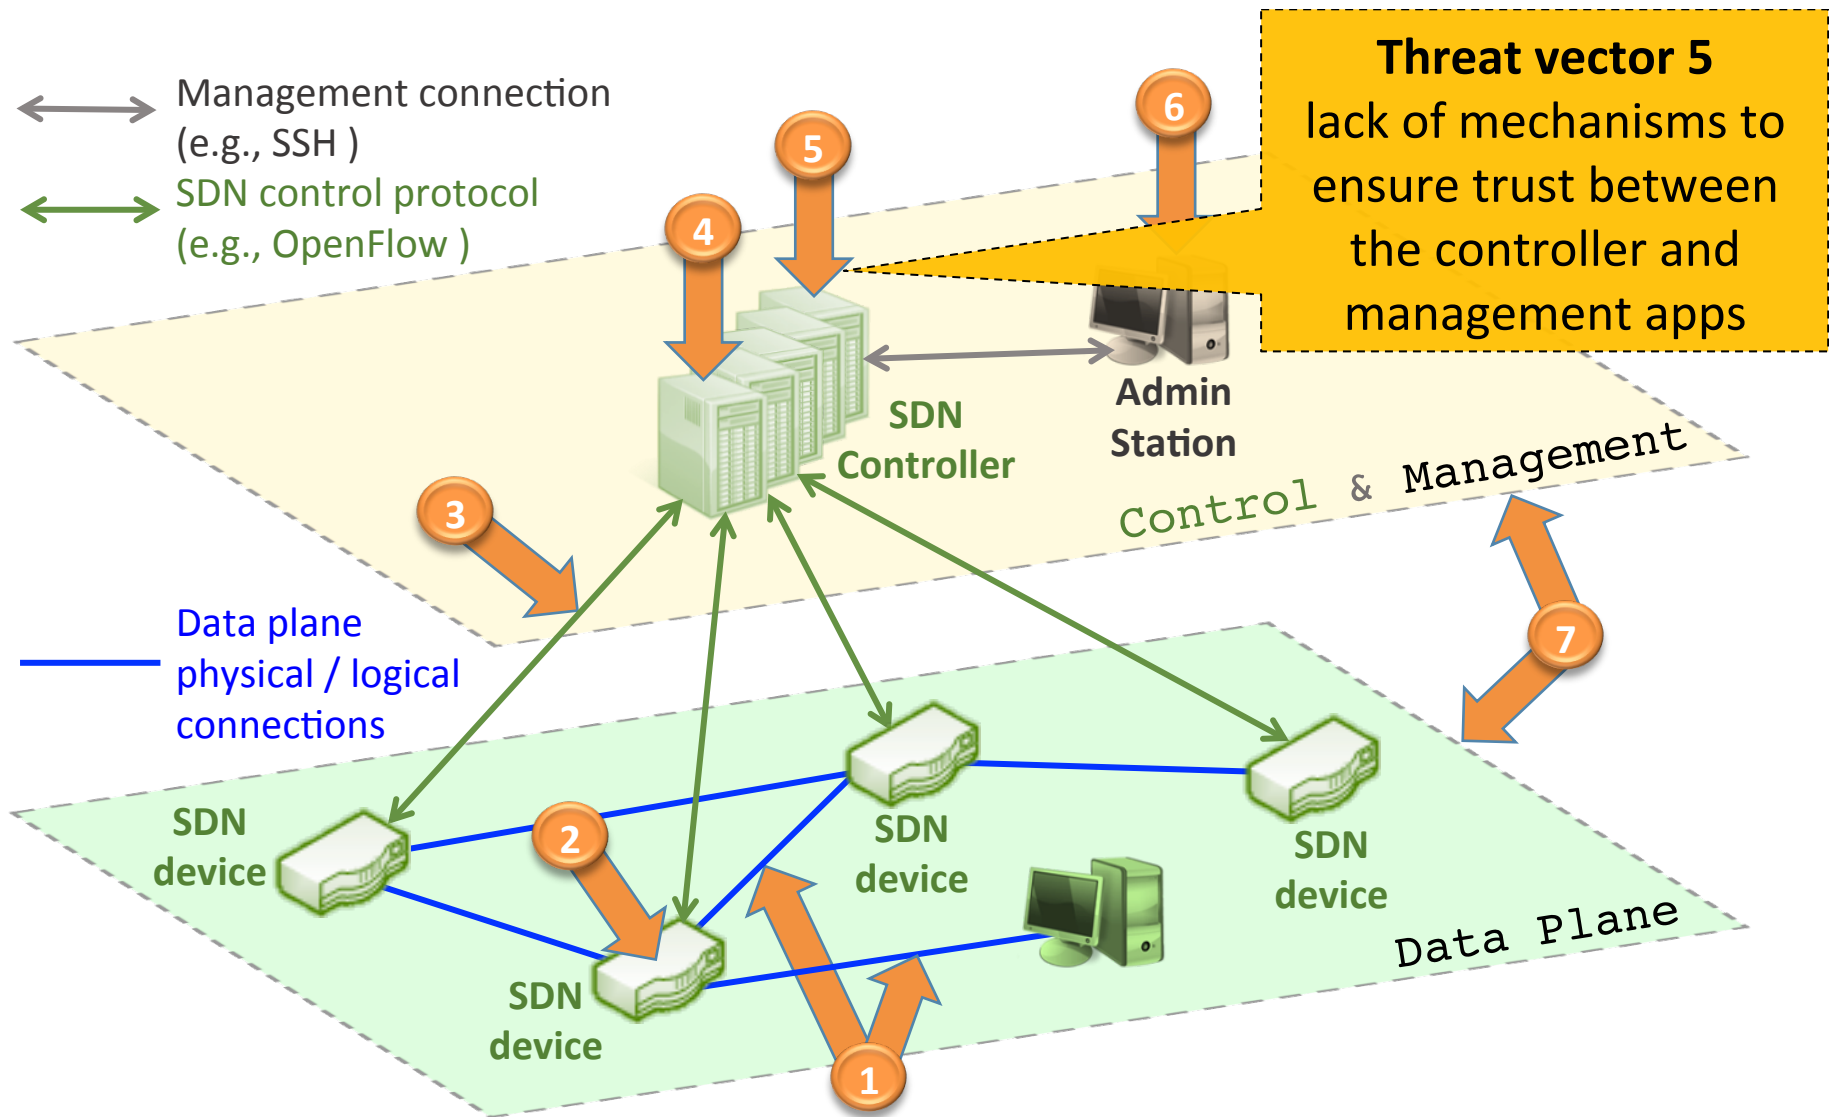 Threat vector 5
lack of mechanisms to
ensure trust between
the controller and
management apps
Management connection
(e.g., SSH )
SDN control protocol
(e.g., OpenFlow )
6
5
4
Admin
Station
SDN
Controller
Control & Management
3
7
Data plane
physical / logical
connections
SDN
device
2
SDN
device
SDN
device
SDN
device
Data Plane
1